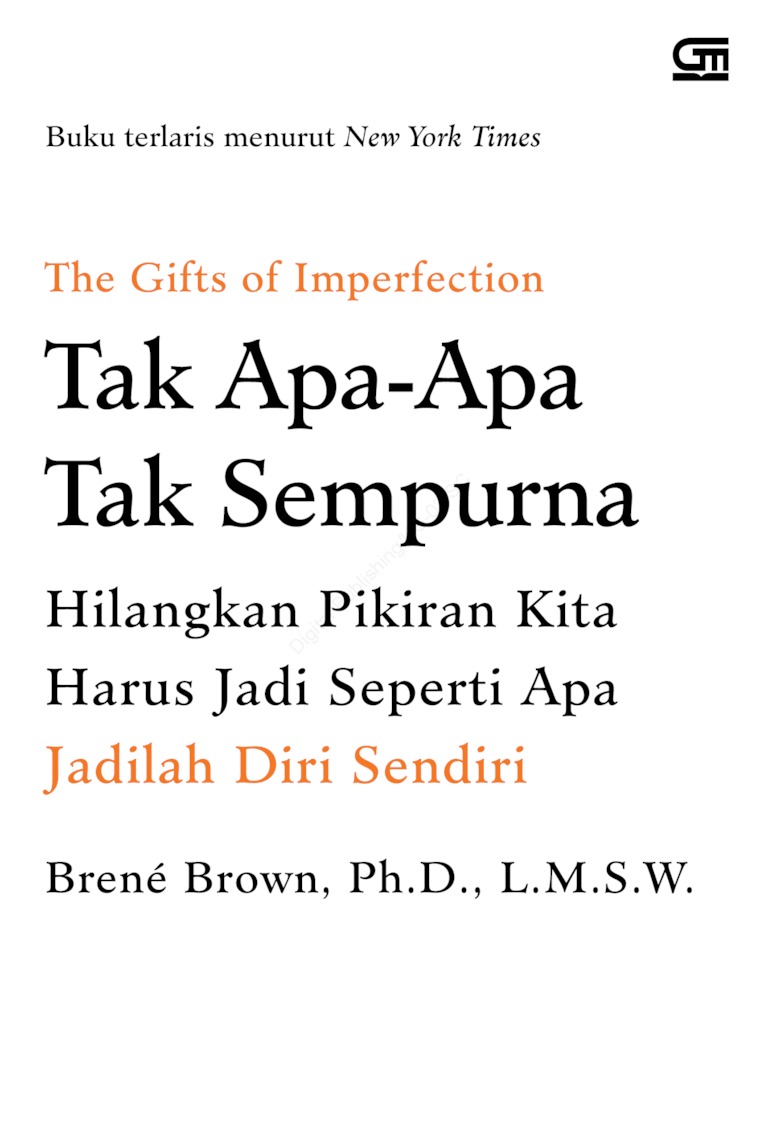 GM
Buku terlaris menurut New York Times
The Gifts of Imperfection
Tak Apa-Apa
Tak Sempurna
Hilangkan Pikiran Kita
Harus Jadi Seperti Apa
Jadilah Diri Sendiri
Brené Brown, Ph.D., L.M.S.W.